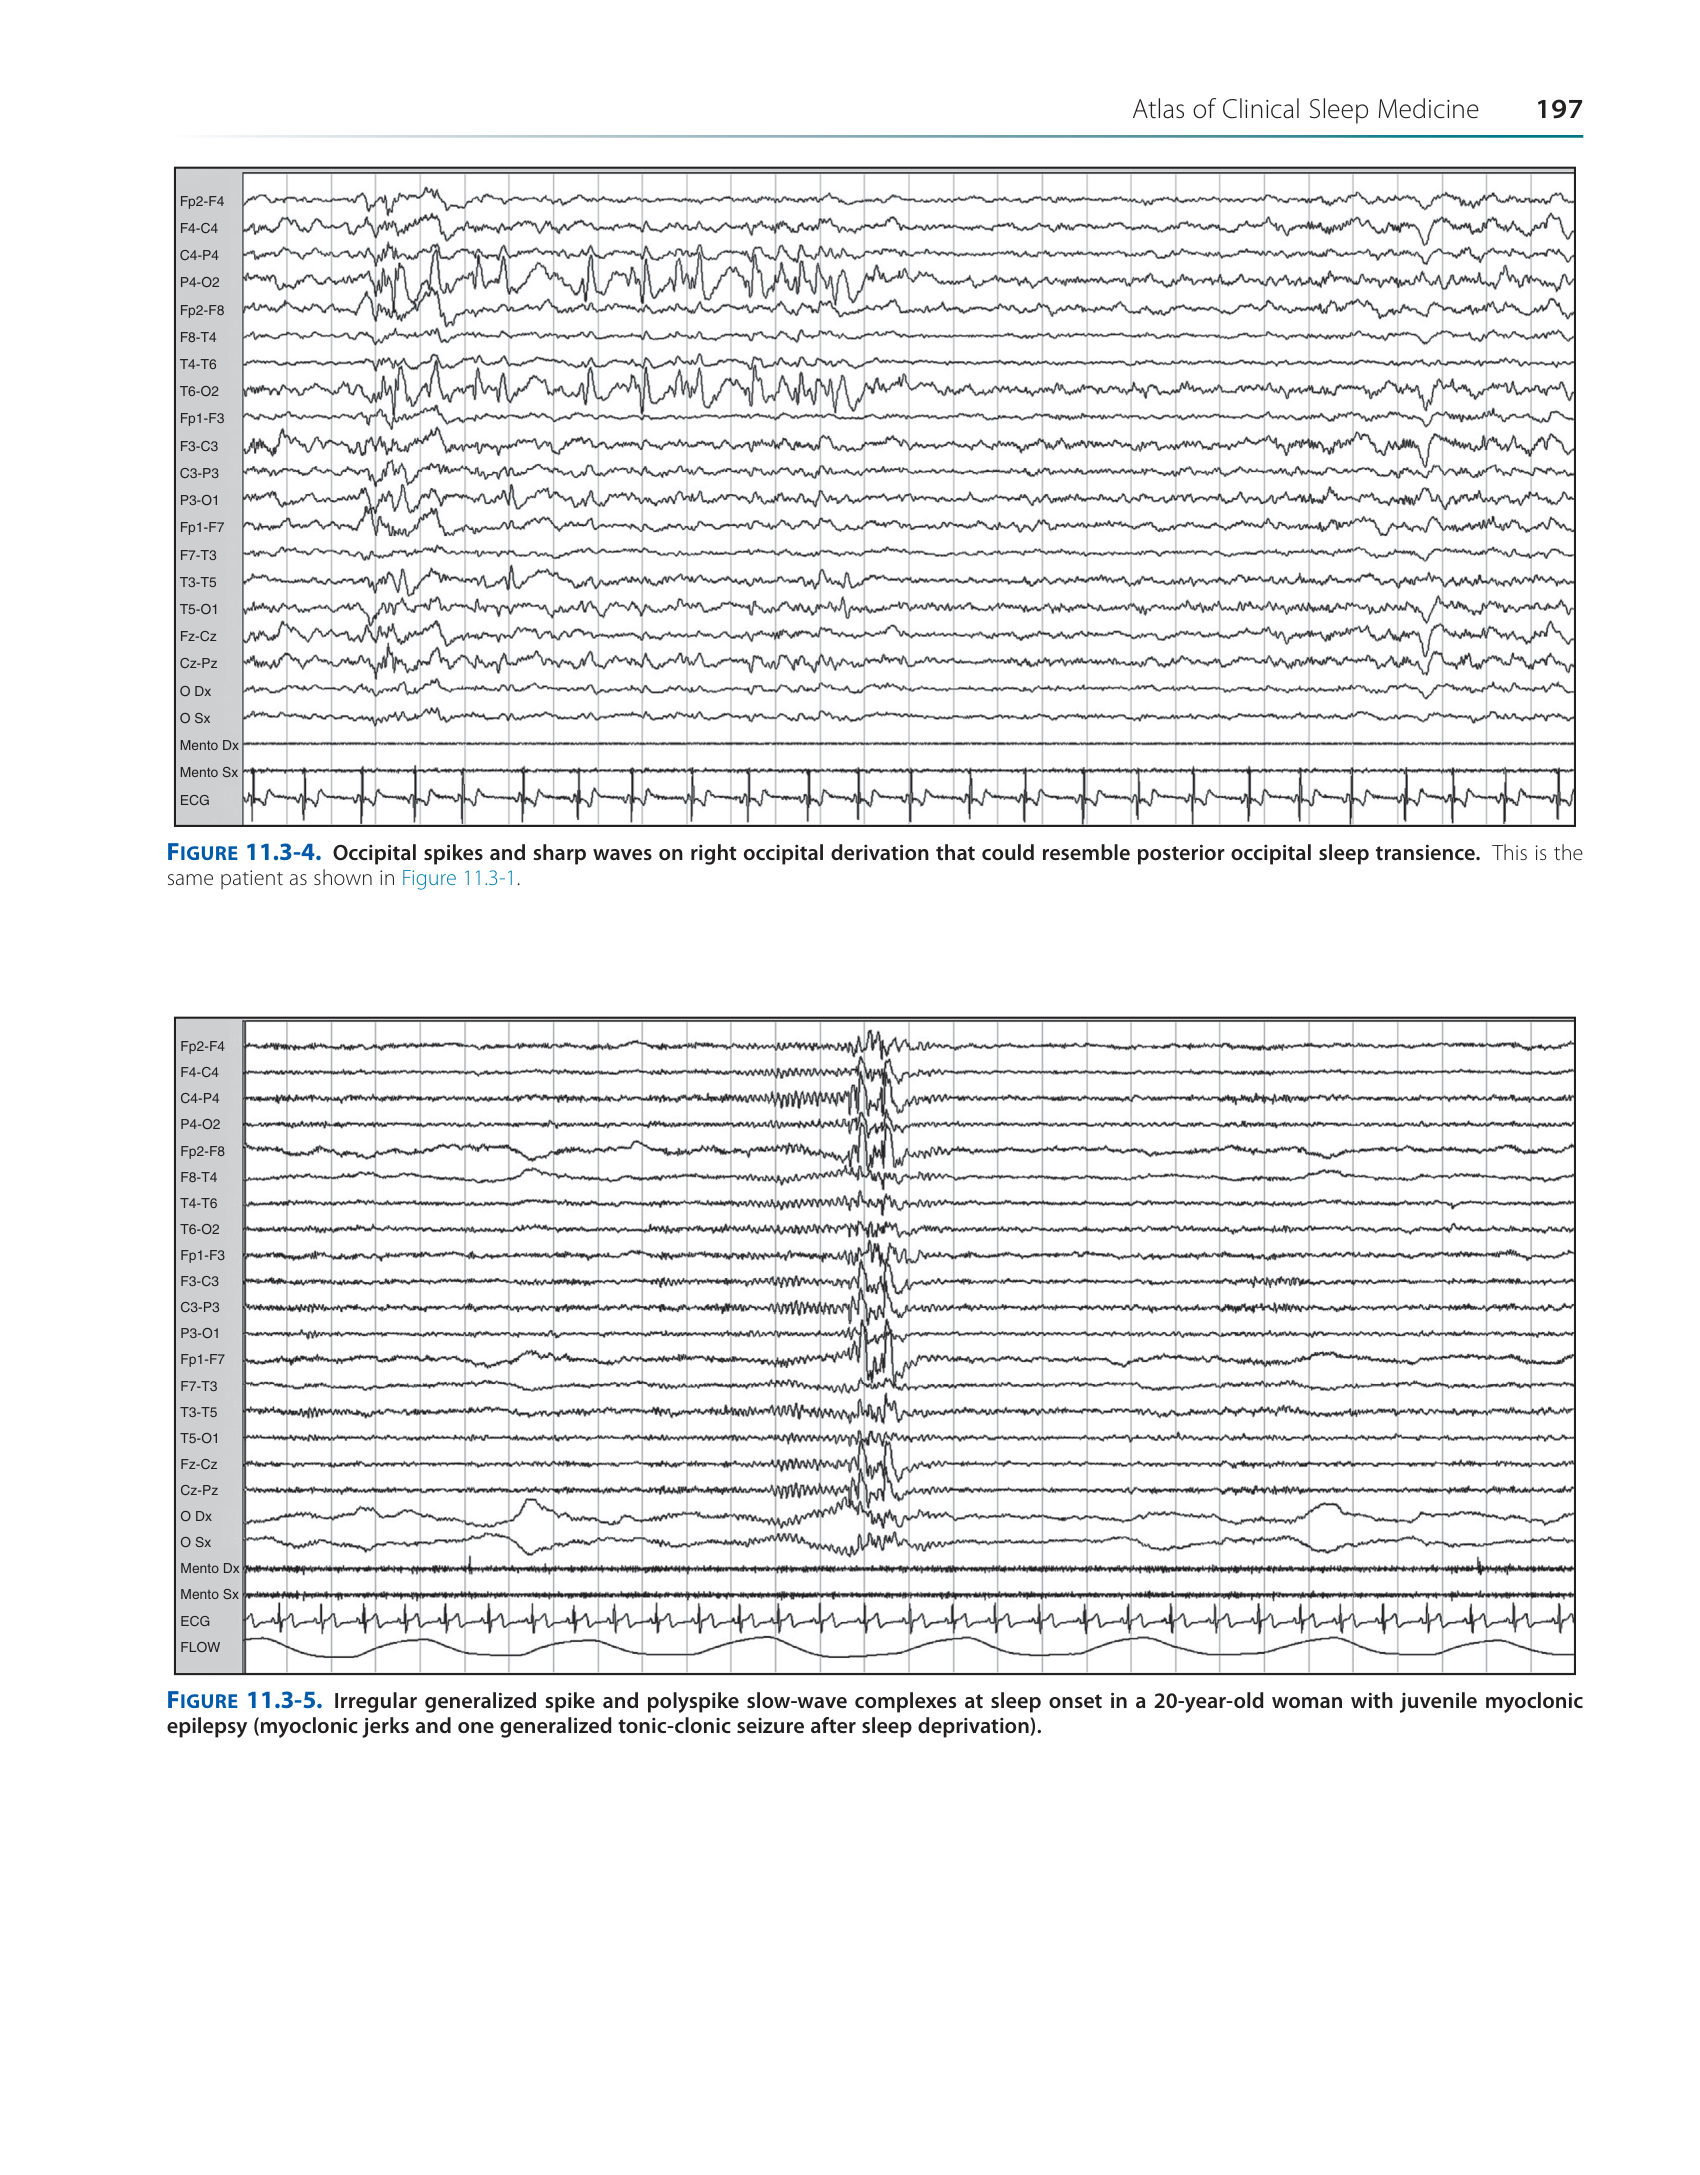 Atlas of Clinical Sleep Medicine 197
Fp2-F4
F4-C4
C4-P4
P4-O2
Fp2-F8
F8-T4
T4-T6
T6-O2
Fp1-F3
F3-C3
C3-P3
P3-O1
Fp1-F7
F7-T3
T3-T5
T5-O1
Fz-Cz
Cz-Pz
O Dx
O Sx
Mento Dx
Mento Sx
ECG
FIGURE 11.3-4. Occipital spikes and sharp waves on right occipital derivation that could resemble posterior occipital sleep transience. This is the
same patient as shown in Figure 11.3-1.
Fp2-F4
F4-C4
C4-P4
P4-O2
Fp2-F8
F8-T4
T4-T6
T6-O2
Fp1-F3
F3-C3
C3-P3
P3-O1
Fp1-F7
F7-T3
T3-T5
T5-O1
Fz-Cz
Cz-Pz
O Dx
O Sx
Mento Dx
Mento Sx
ECG
FLOW
FIGURE 11.3-5. Irregular generalized spike and polyspike slow-wave complexes at sleep onset in a 20-year-old woman with juvenile myoclonic
epilepsy (myoclonic jerks and one generalized tonic-clonic seizure after sleep deprivation).